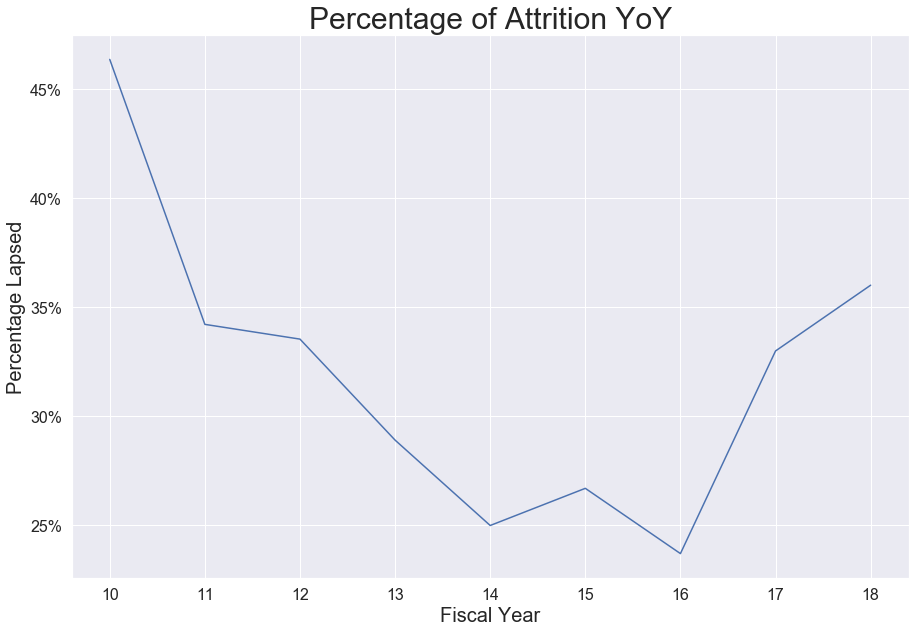 Percentage of Attrition YoY
45%
40%
35%
30%
25%
Percentage Lapsed
10 11 12 13 14 15 16 17 18
Fiscal Year